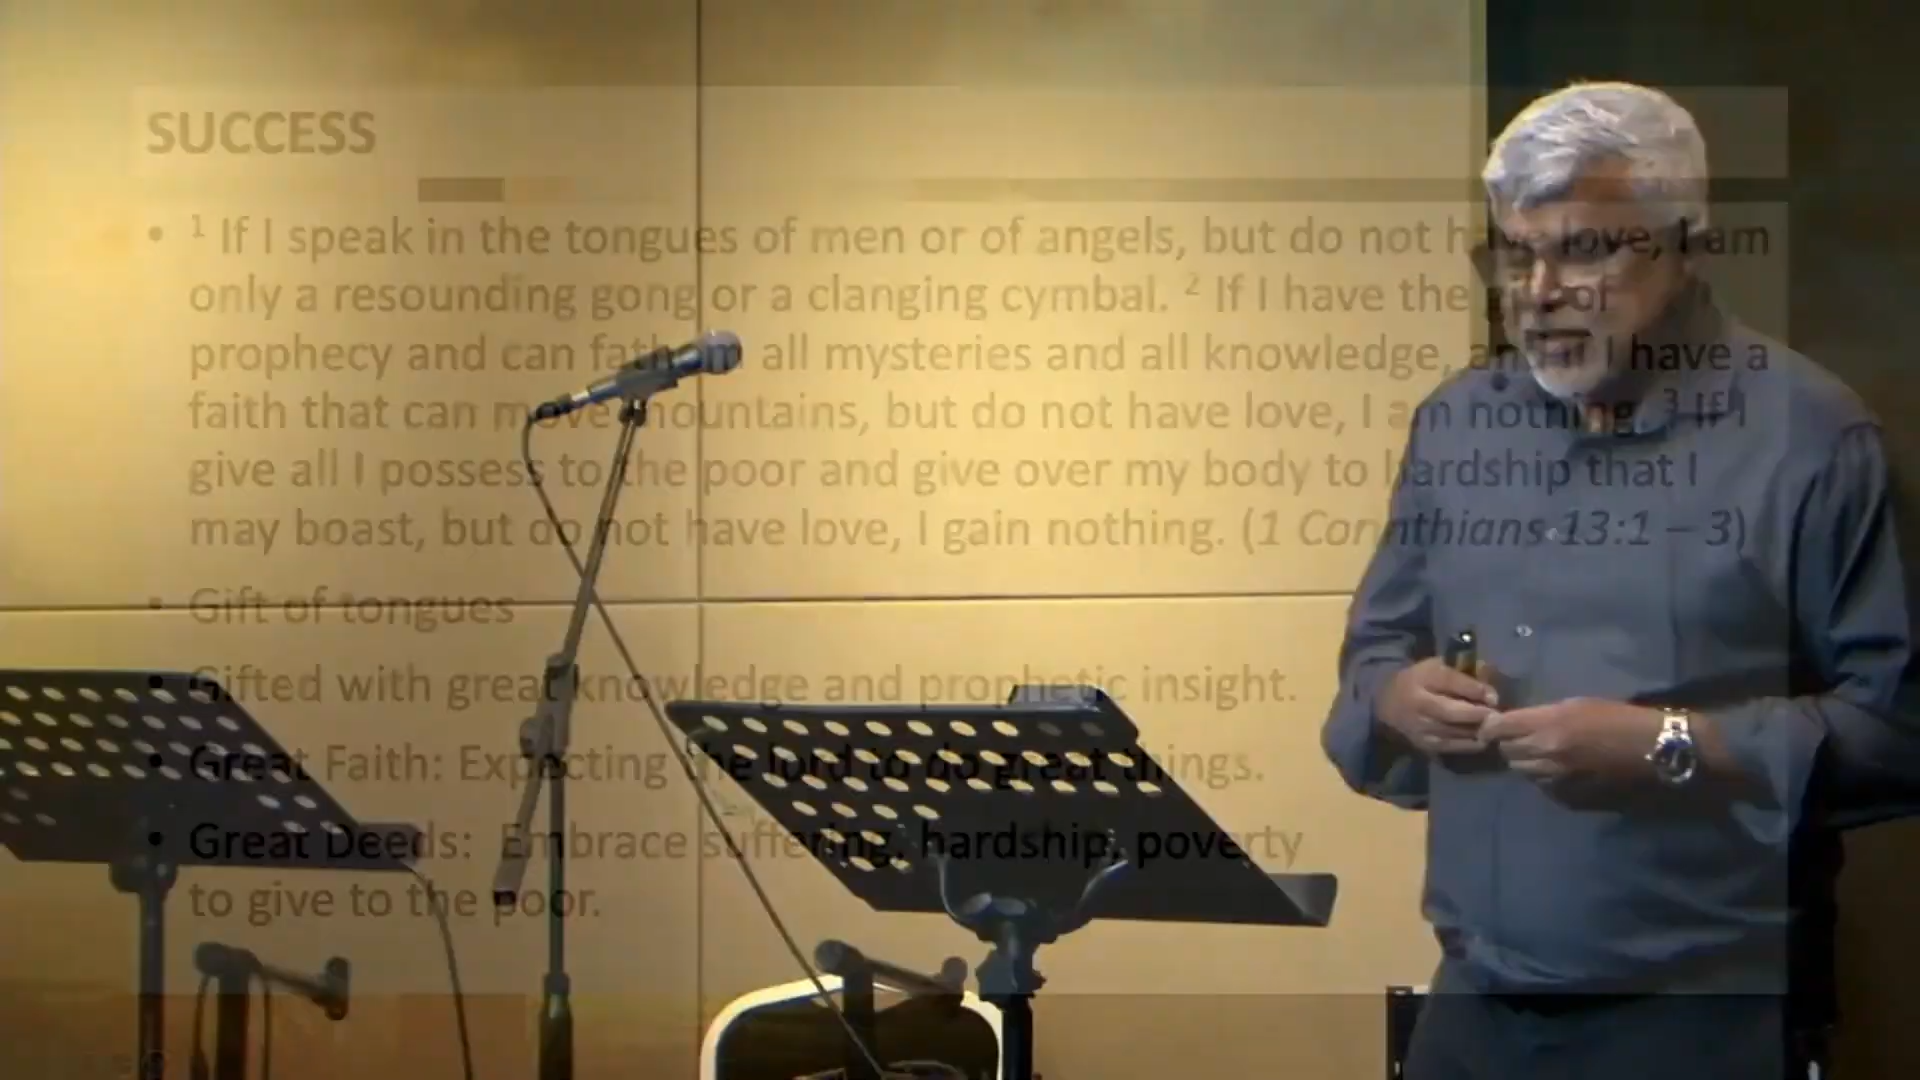 SUCCESS
• ¹ If I speak in the tongues of men or of angels, but do not have love, I am
only a resounding gong or a clanging cymbal. ² If I have the gift of
prophecy and can fathom all mysteries and all knowledge, and if I have a
faith that can move mountains, but do not have love, I am nothing. ³ If I
give all I possess to the poor and give over my body to hardship that I
may boast, but do not have love, I gain nothing. (1 Corinthians 13:1 – 3)
• Gift of tongues
• Gifted with great knowledge and prophetic insight.
• Great Faith: Expecting the lord to do great things.
• Great Deeds: Embrace suffering, hardship, poverty
to give to the poor.